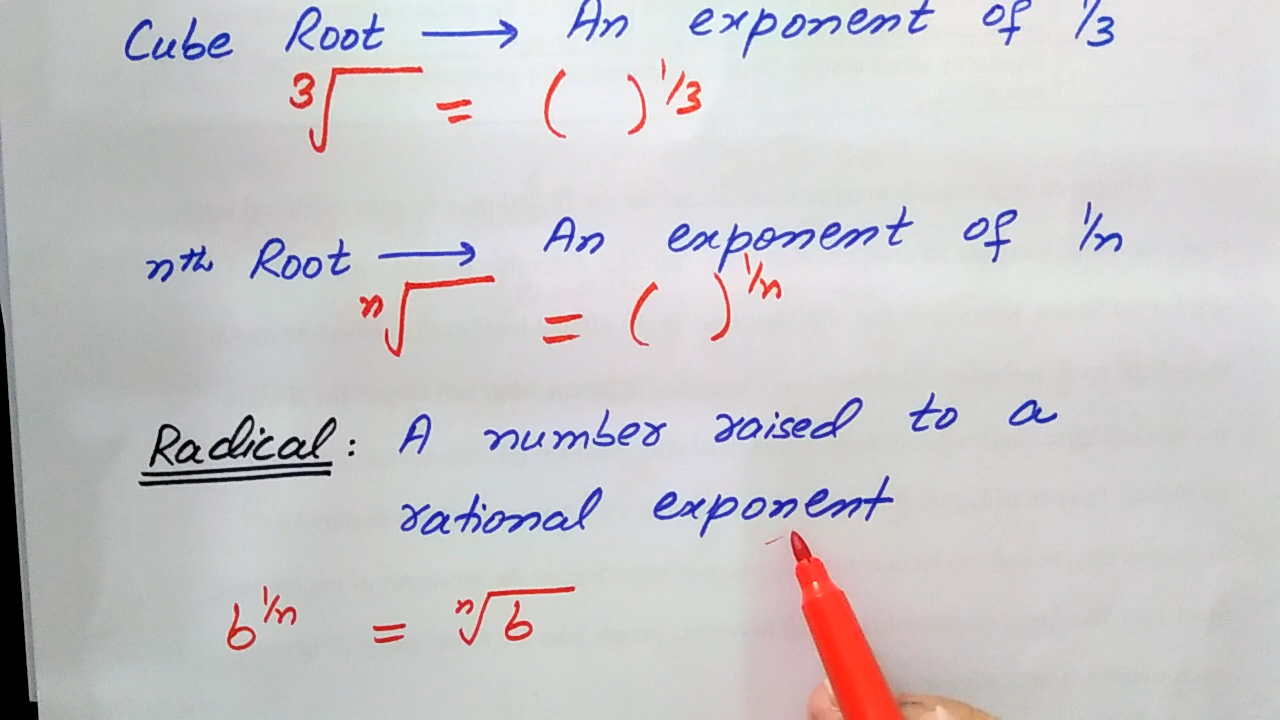 Cube Root → An exponent of 1/3
∛ = ( )^1/3
nth Root → An exponent of 1/n
ⁿ√ = ( )^1/n
Radical: A number raised to a
rational exponent
b^1/n = ⁿ√b